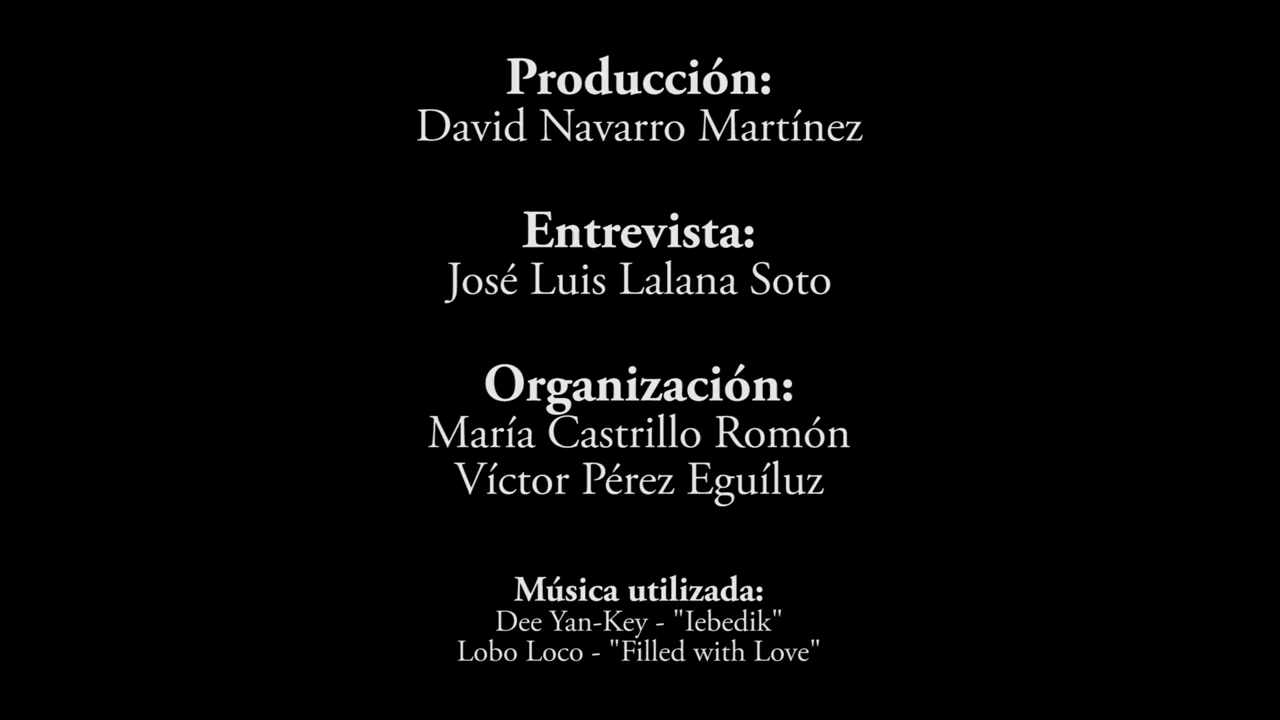 Producción:
David Navarro Martínez
Entrevista:
José Luis Lalana Soto
Organización:
María Castrillo Romón
Víctor Pérez Eguíluz
Música utilizada:
Dee Yan-Key - "Iebedik"
Lobo Loco - "Filled with Love"